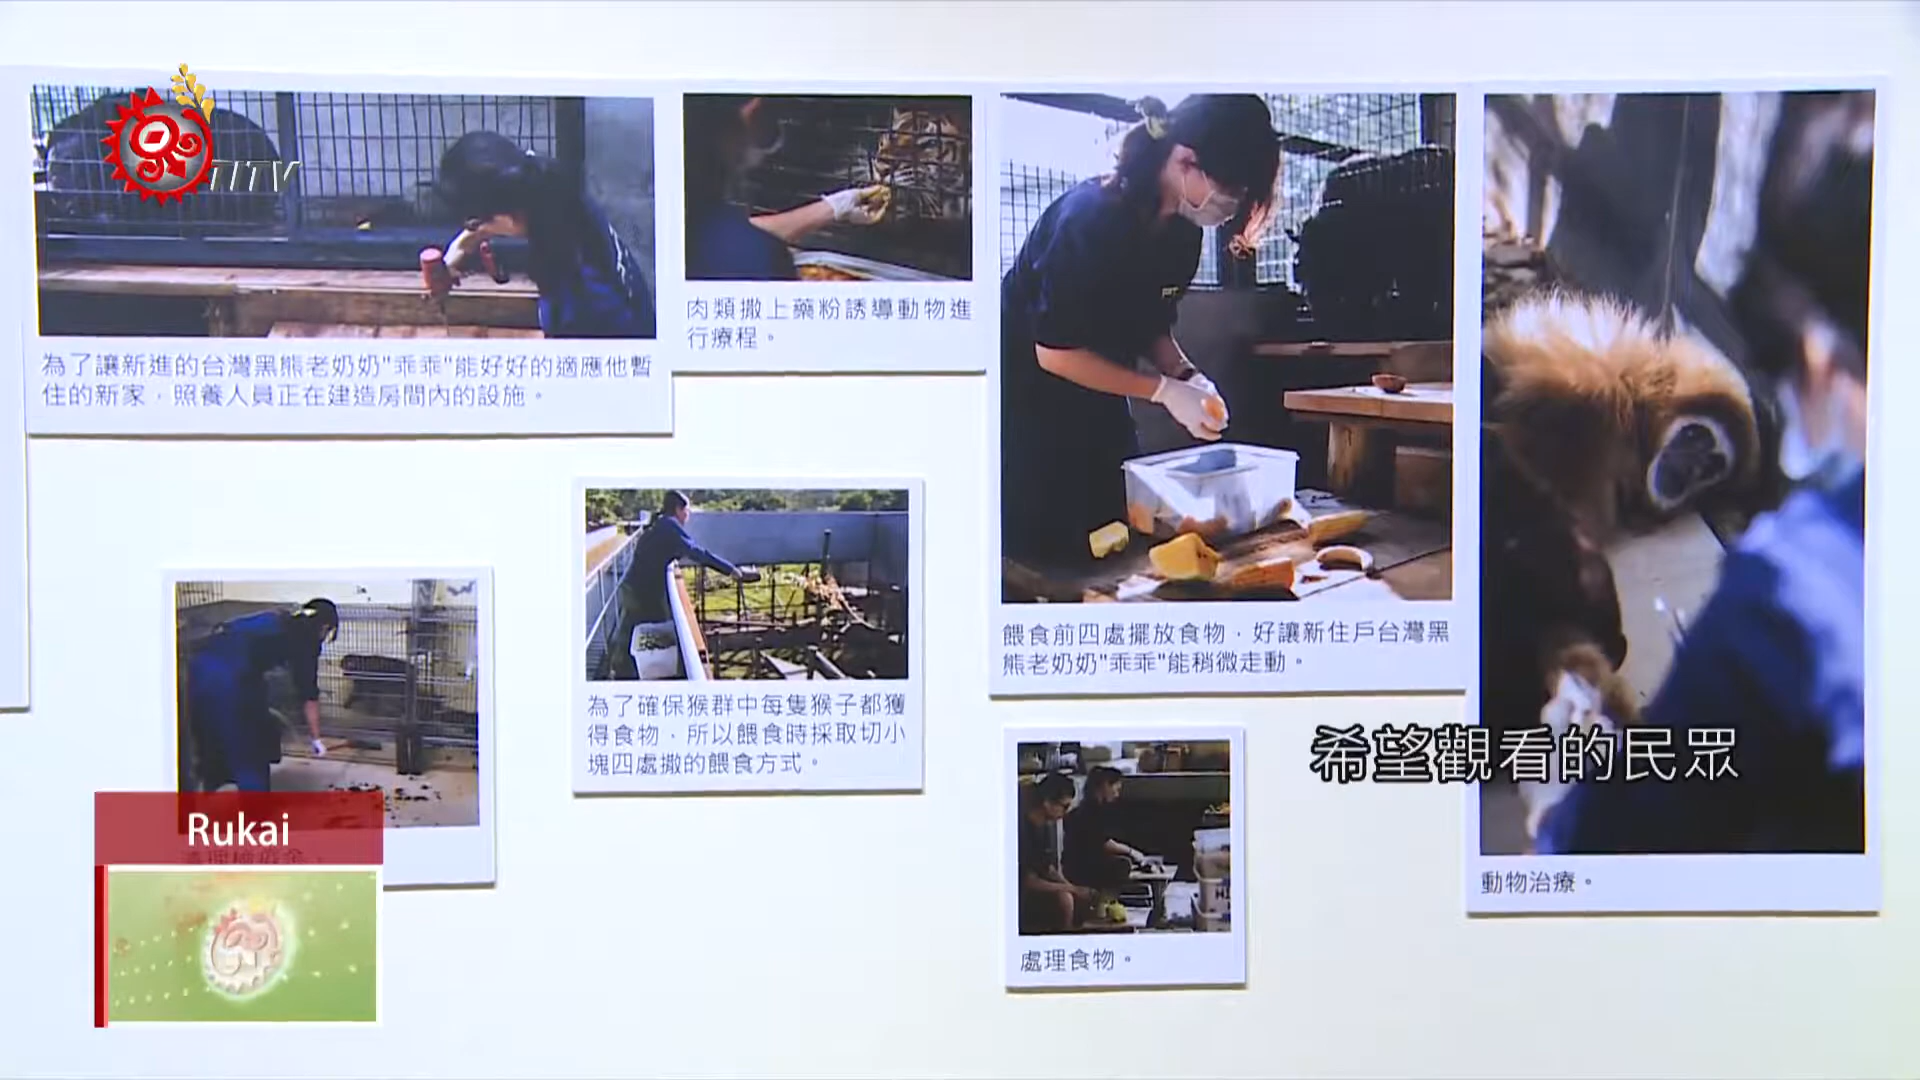 TITV
為了讓新進的台灣黑熊老奶奶"乖乖"能好好的適應他暫
住的新家，照養人員正在建造房間內的設施。
肉類撒上藥粉誘導動物進
行療程。
餵食前四處擺放食物，好讓新住戶台灣黑
熊老奶奶"乖乖"能稍微走動。
為了確保猴群中每隻猴子都獲
得食物，所以餵食時採取切小
塊四處撒的餵食方式。
希望觀看的民眾
Rukai
動物治療。
處理食物。